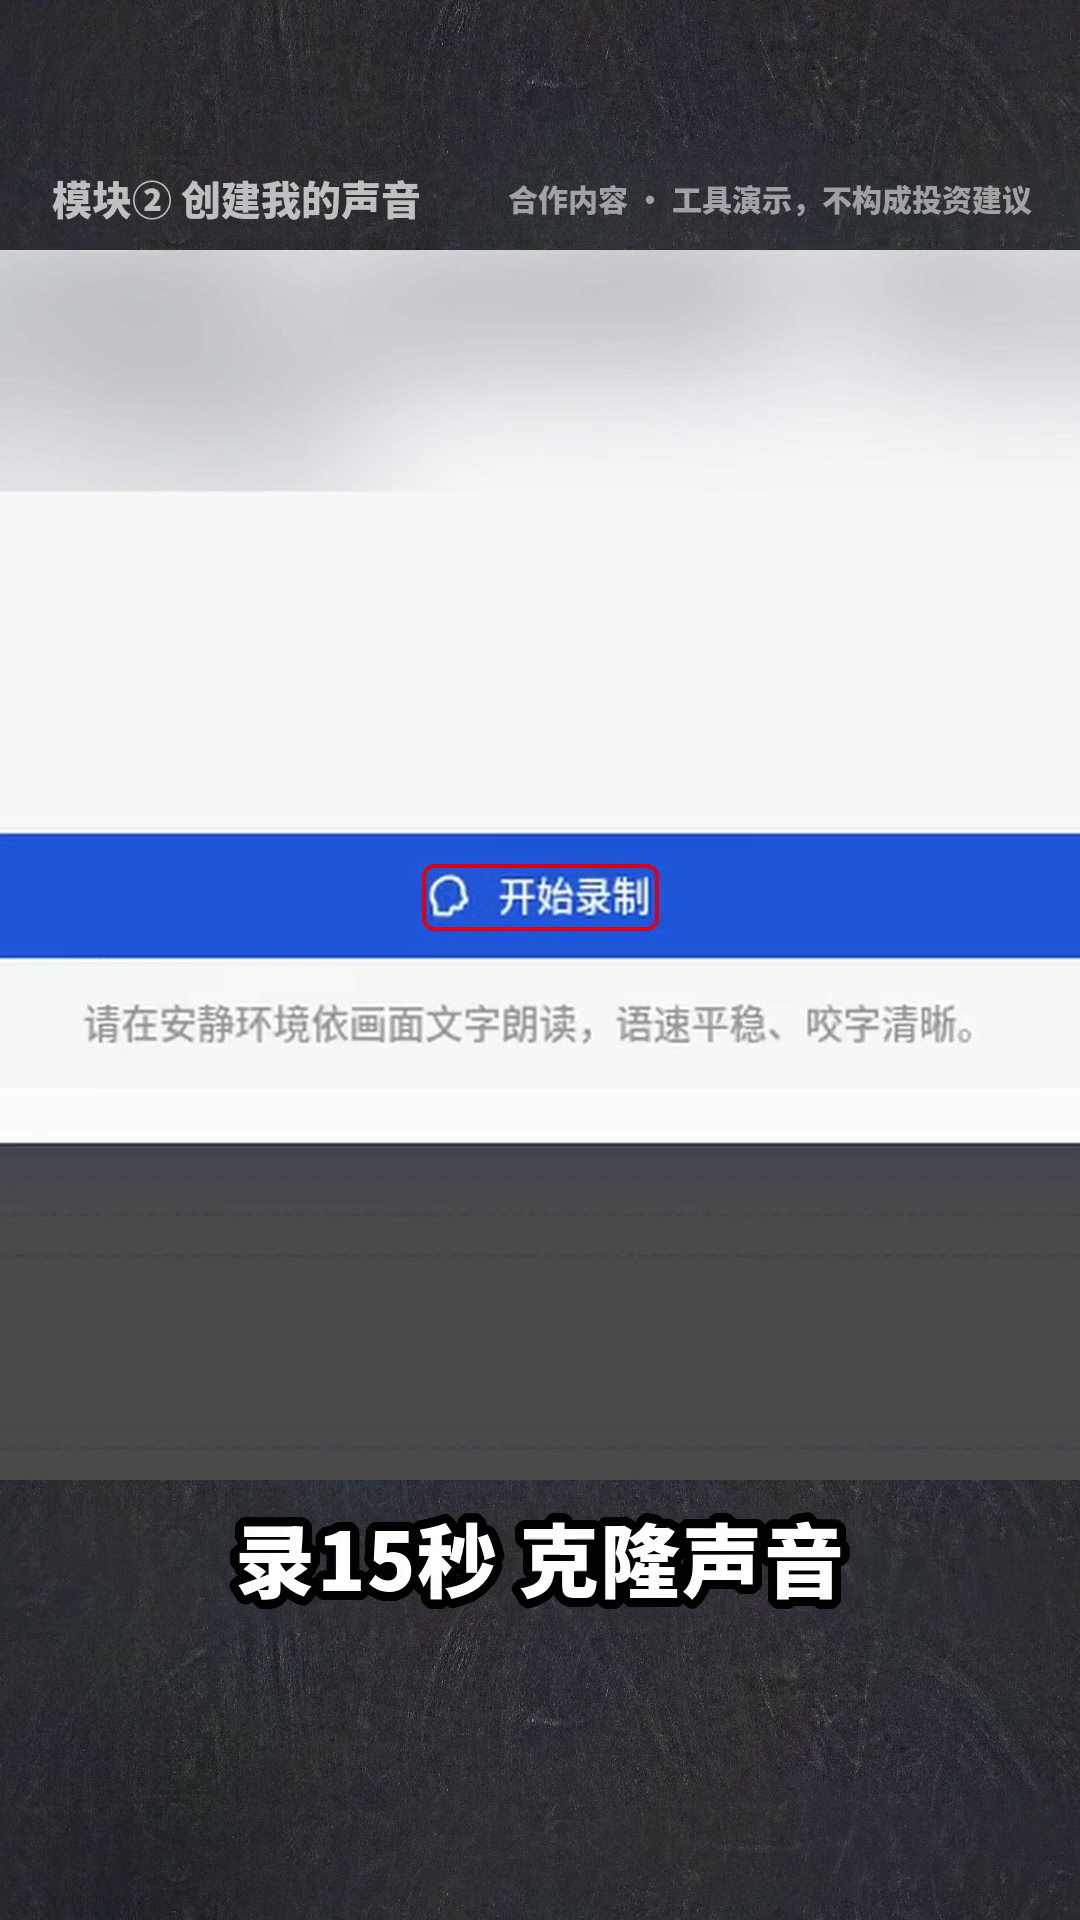 模块② 创建我的声音
合作内容 · 工具演示，不构成投资建议
开始录制
请在安静环境依画面文字朗读，语速平稳、咬字清晰。
录15秒 克隆声音